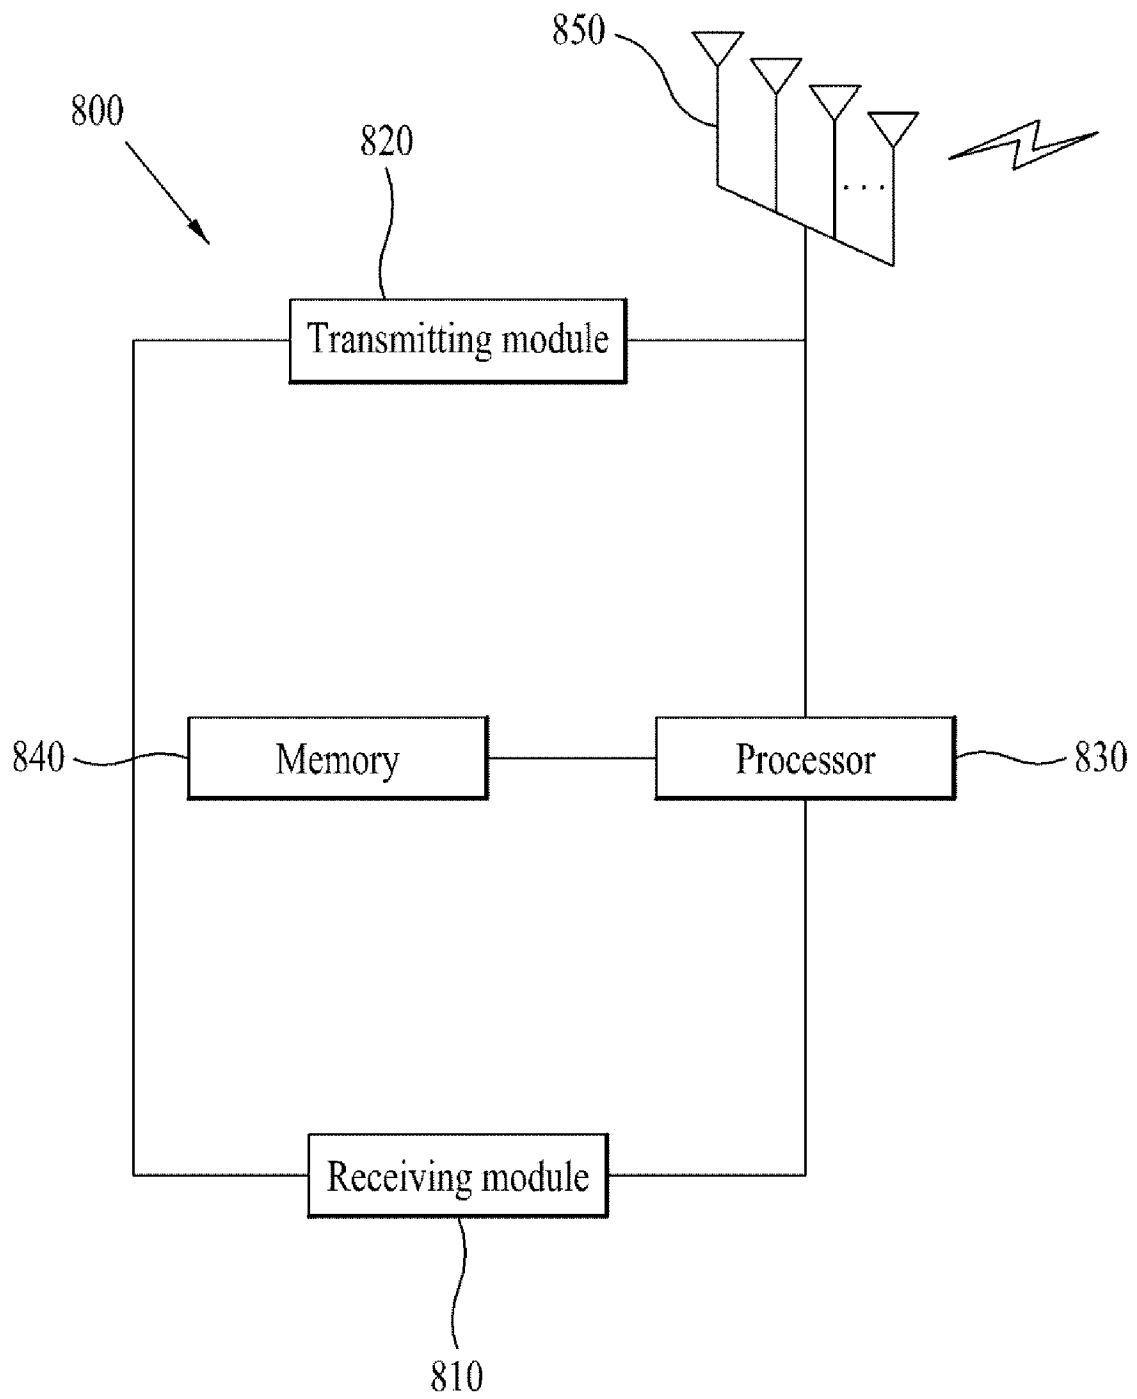 850
800
820
Transmitting module
840
Memory
Processor
830
Receiving module
810